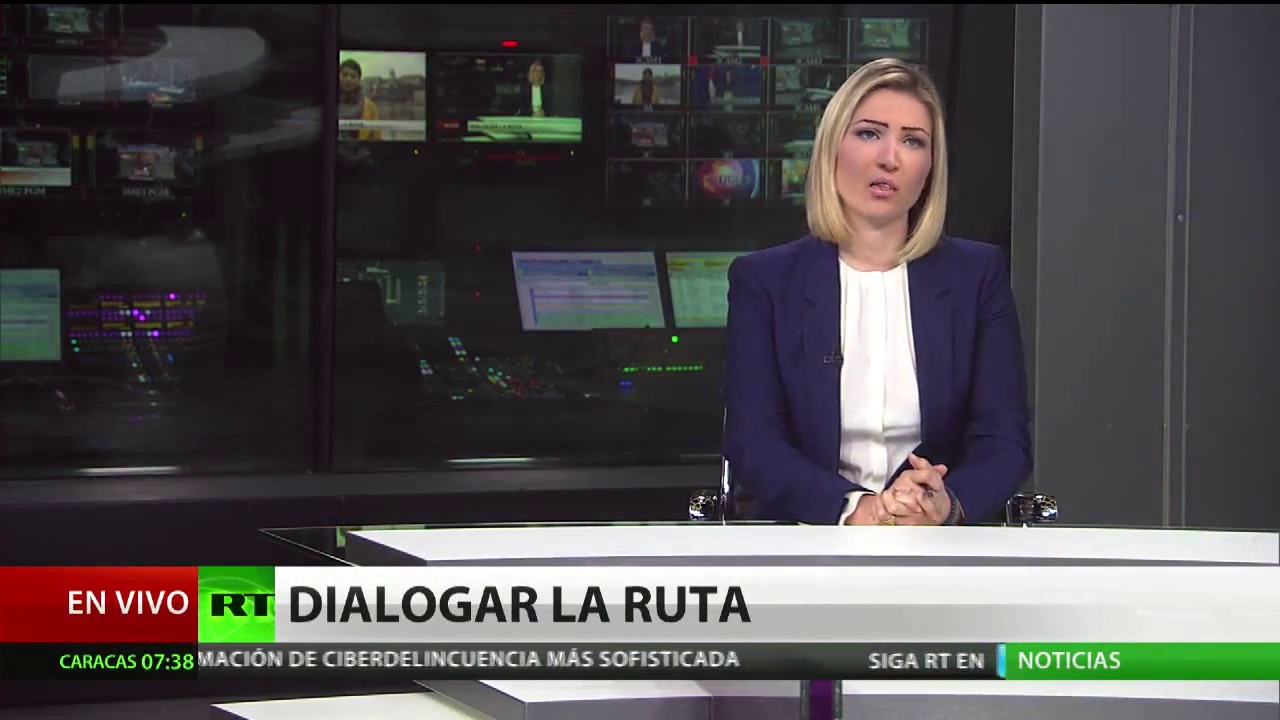 EN VIVO
RT
DIALOGAR LA RUTA
CARACAS 07:38
MACIÓN DE CIBERDELINCUENCIA MÁS SOFISTICADA
SIGA RT EN
NOTICIAS